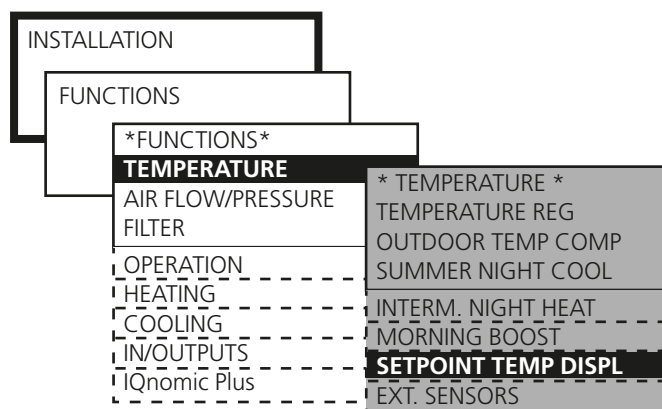 INSTALLATION
FUNCTIONS
*FUNCTIONS*
TEMPERATURE
AIR FLOW/PRESSURE
FILTER
OPERATION
HEATING
COOLING
IN/OUTPUTS
IQnomic Plus
* TEMPERATURE *
TEMPERATURE REG
OUTDOOR TEMP COMP
SUMMER NIGHT COOL
INTERM. NIGHT HEAT
MORNING BOOST
SETPOINT TEMP DISPL
EXT. SENSORS